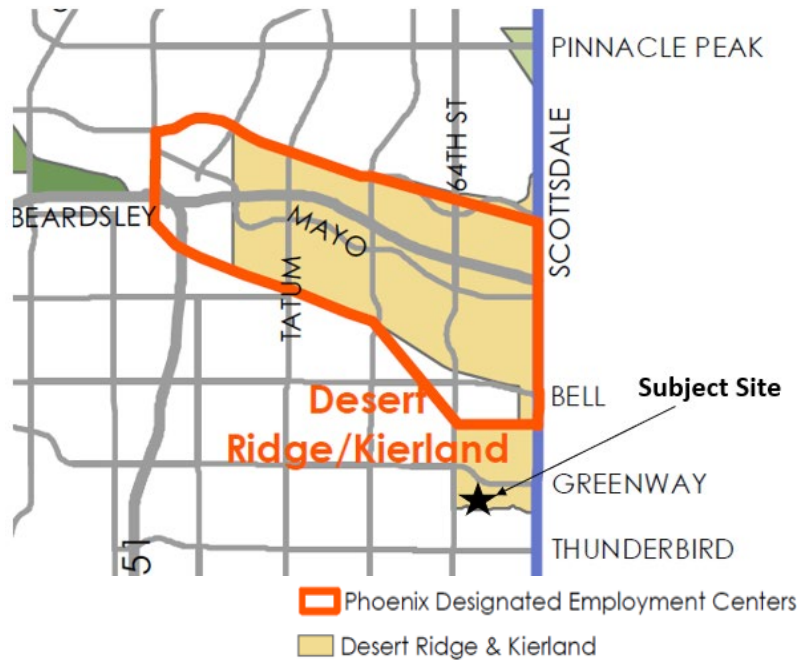 PINNACLE PEAK
64TH ST
SCOTTSDALE
BEARDSLEY
MAYO
TATUM
BELL
Subject Site
Desert
Ridge/Kierland
GREENWAY
THUNDERBIRD
51
Phoenix Designated Employment Centers
Desert Ridge & Kierland